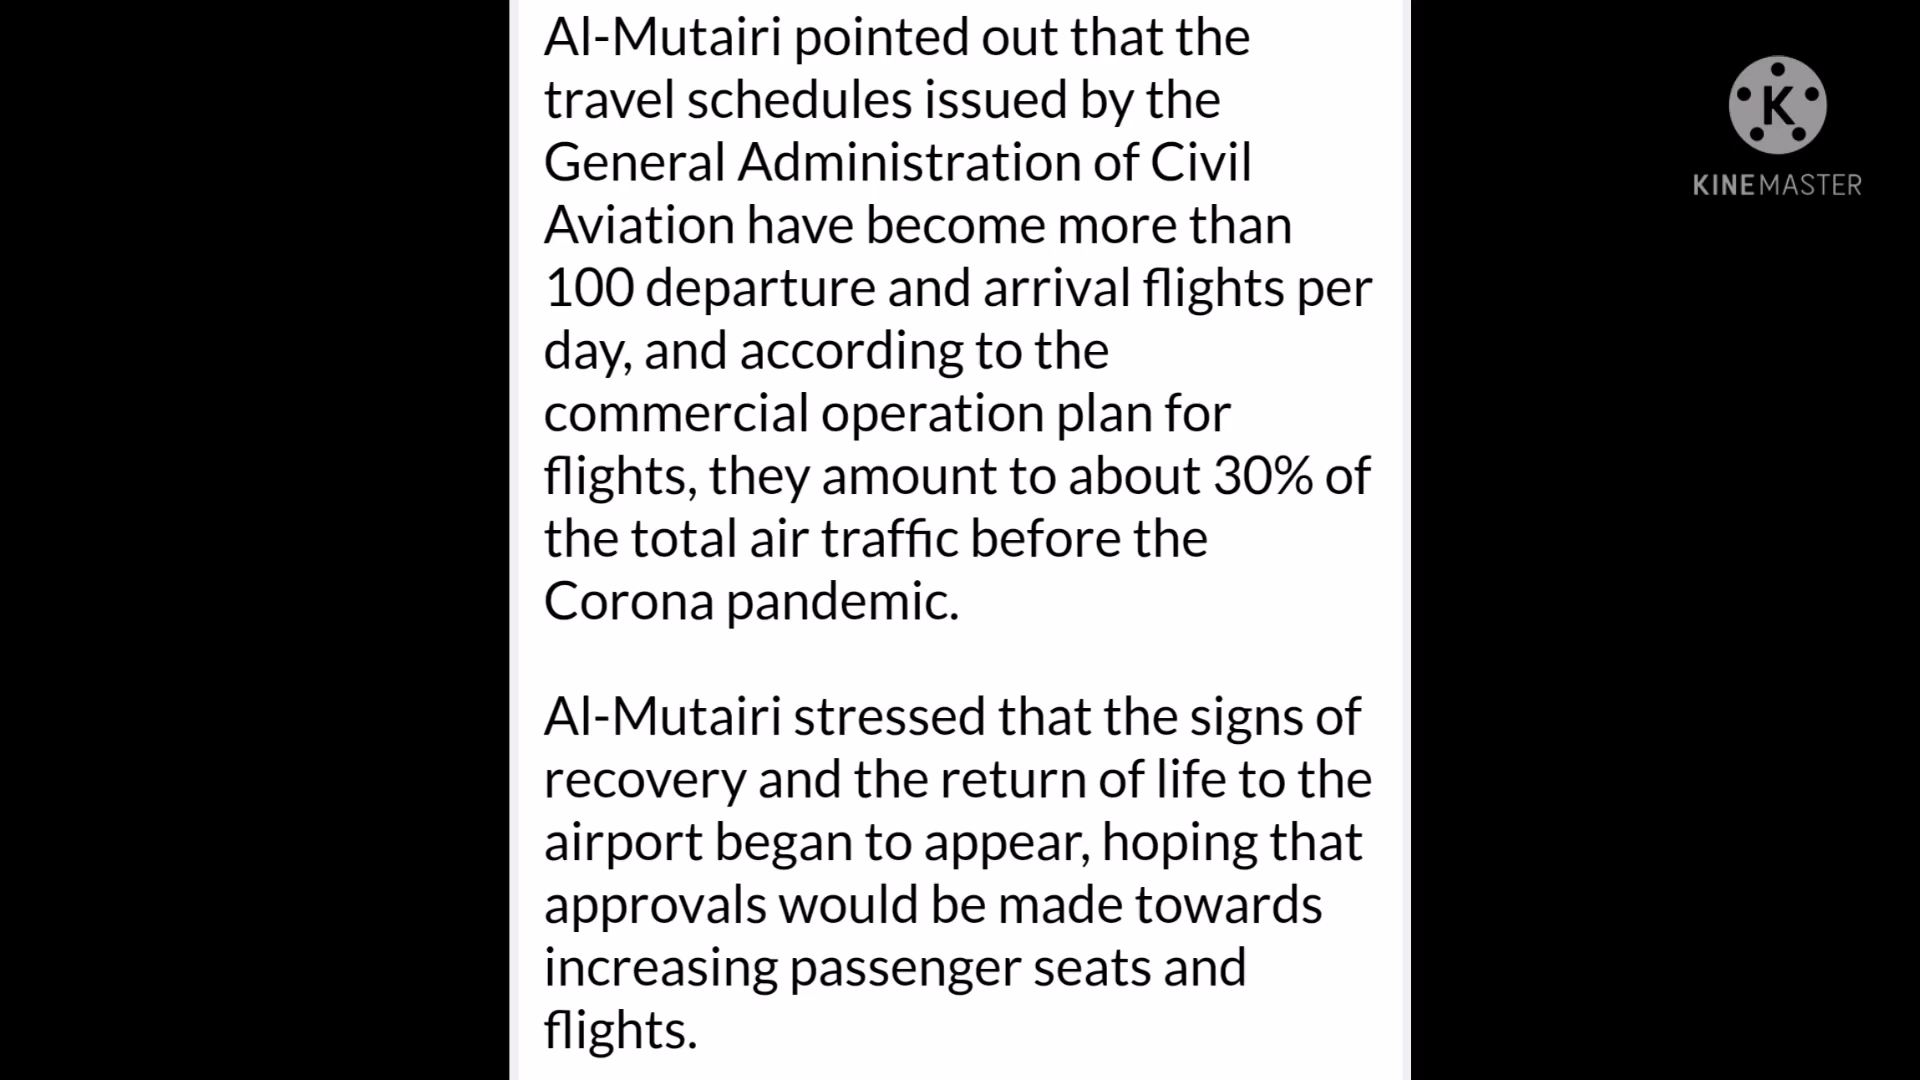 Al-Mutairi pointed out that the
travel schedules issued by the
General Administration of Civil
Aviation have become more than
100 departure and arrival flights per
day, and according to the
commercial operation plan for
flights, they amount to about 30% of
the total air traffic before the
Corona pandemic.
Al-Mutairi stressed that the signs of
recovery and the return of life to the
airport began to appear, hoping that
approvals would be made towards
increasing passenger seats and
flights.
K
KINEMASTER